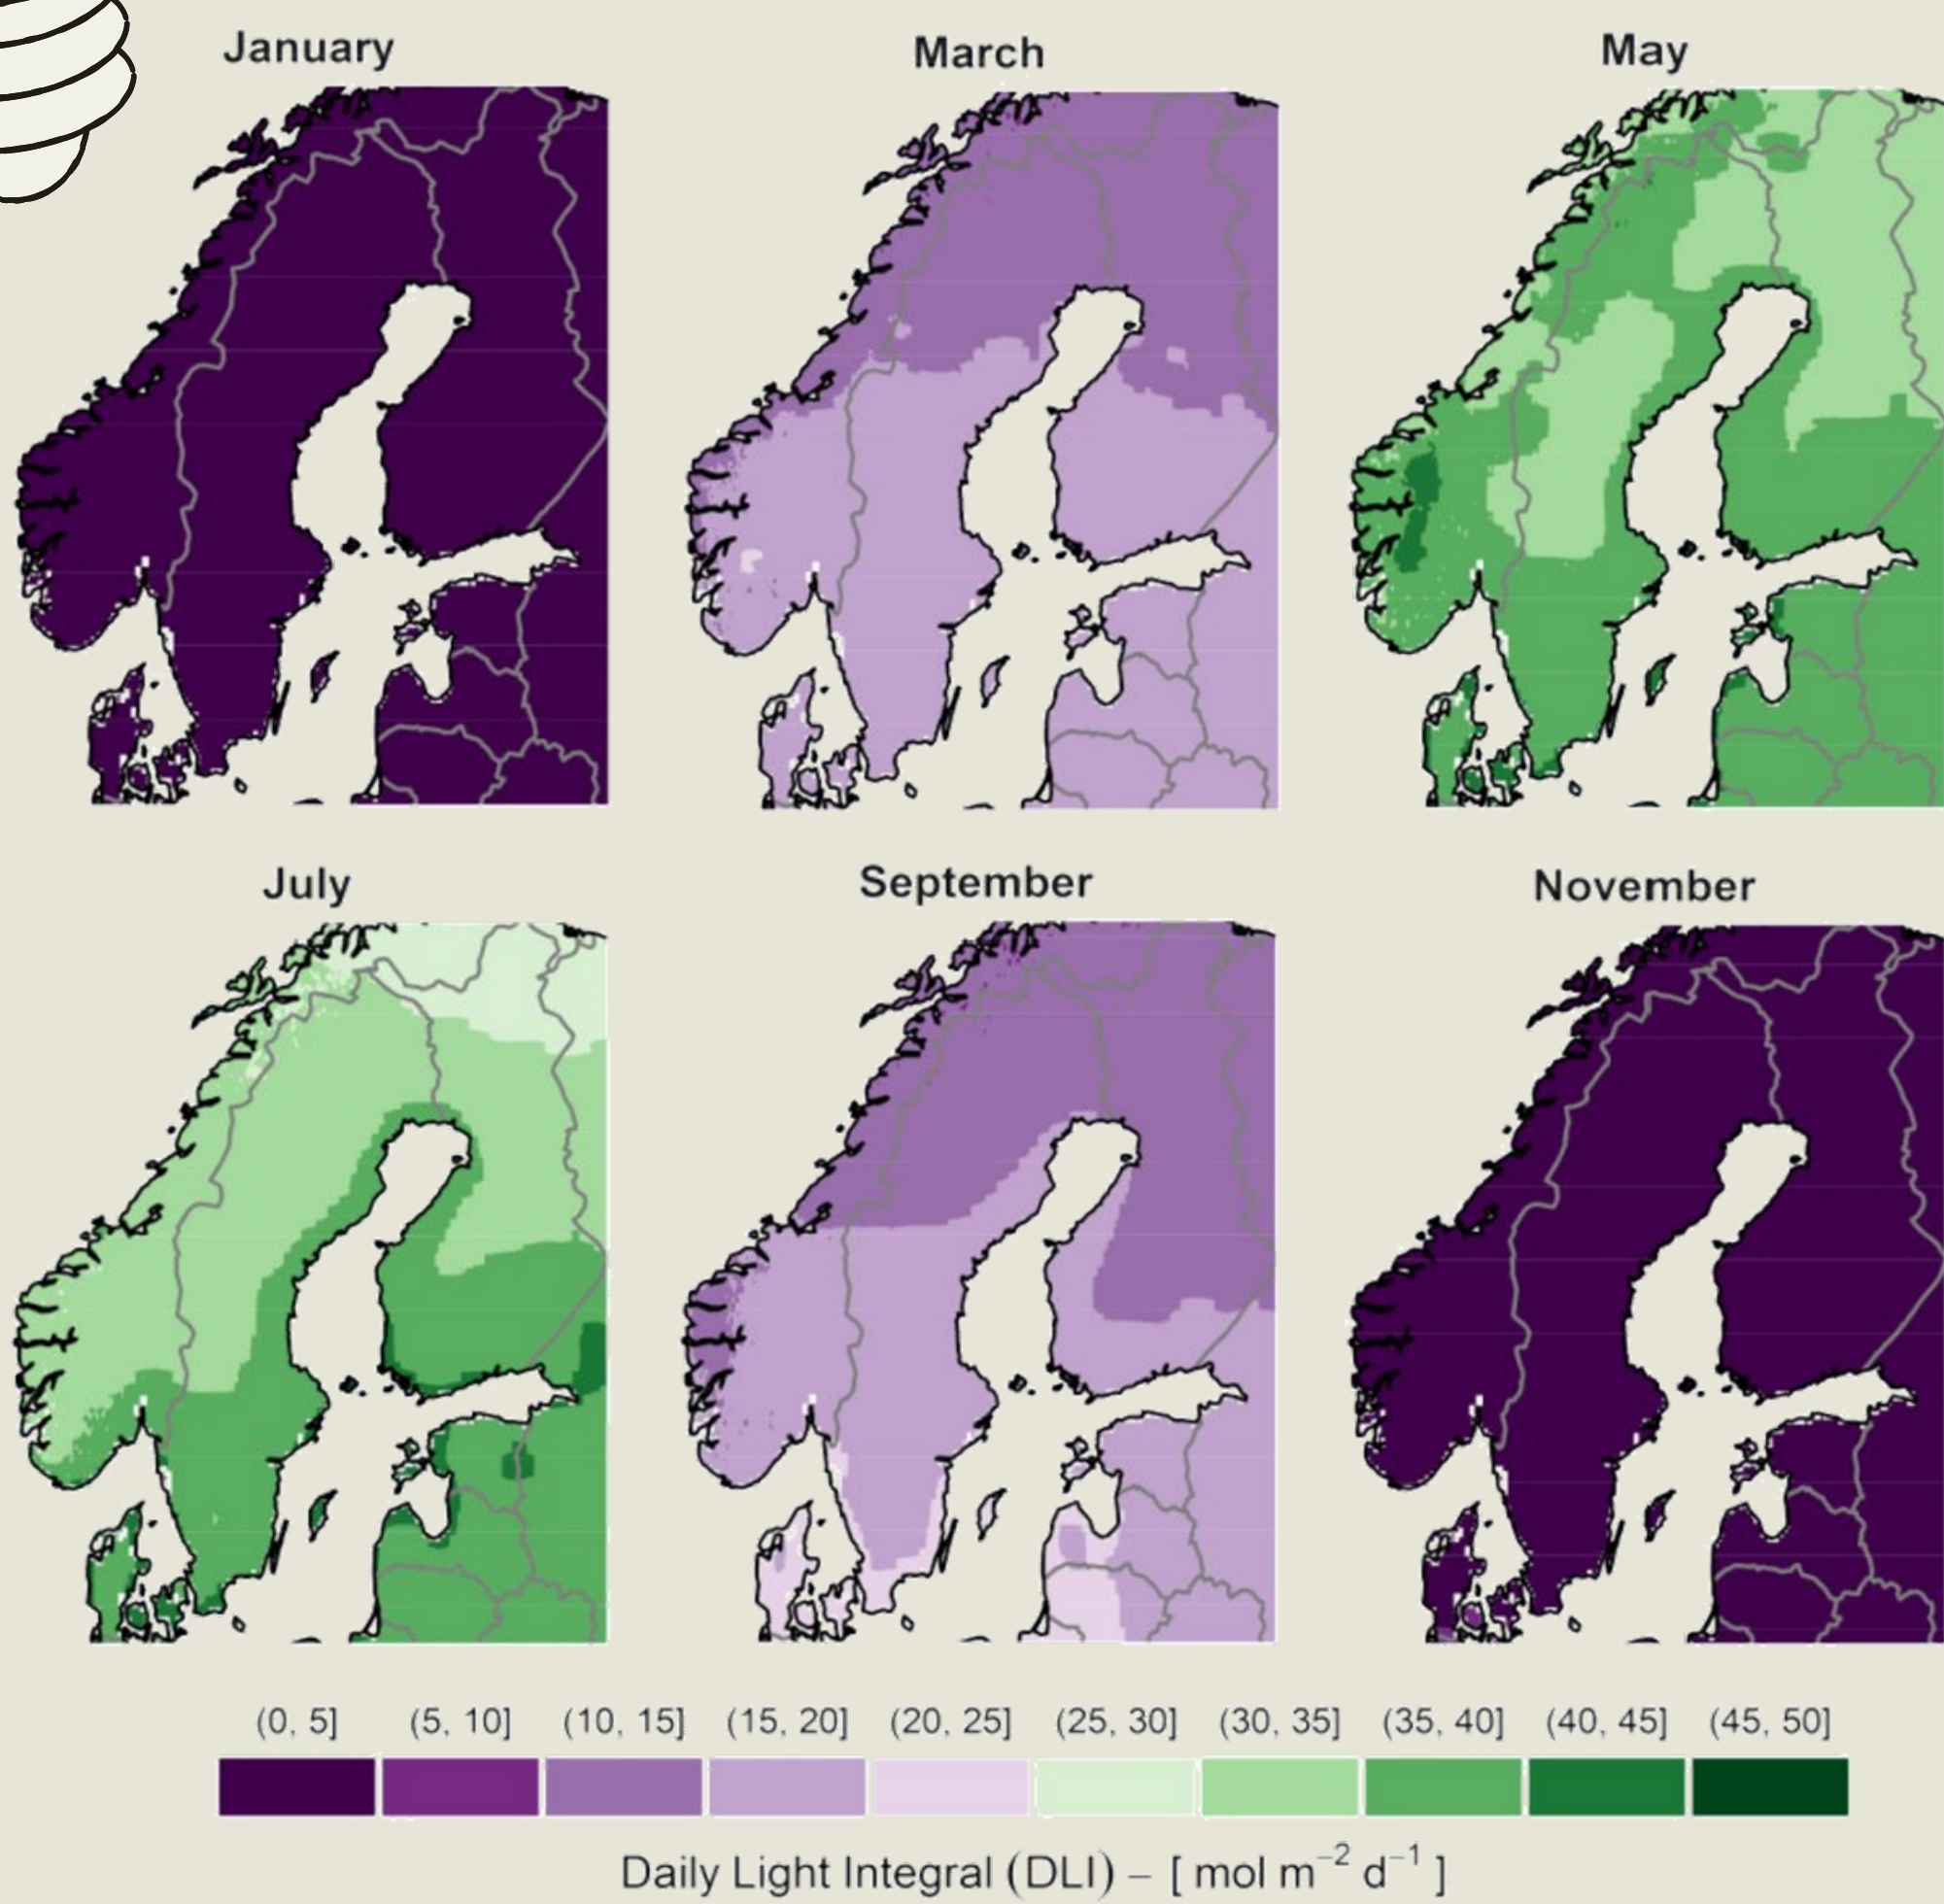 January March May
July September November
(0, 5] (5, 10] (10, 15] (15, 20] (20, 25] (25, 30] (30, 35] (35, 40] (40, 45] (45, 50]
Daily Light Integral (DLI) – [ mol m⁻² d⁻¹ ]